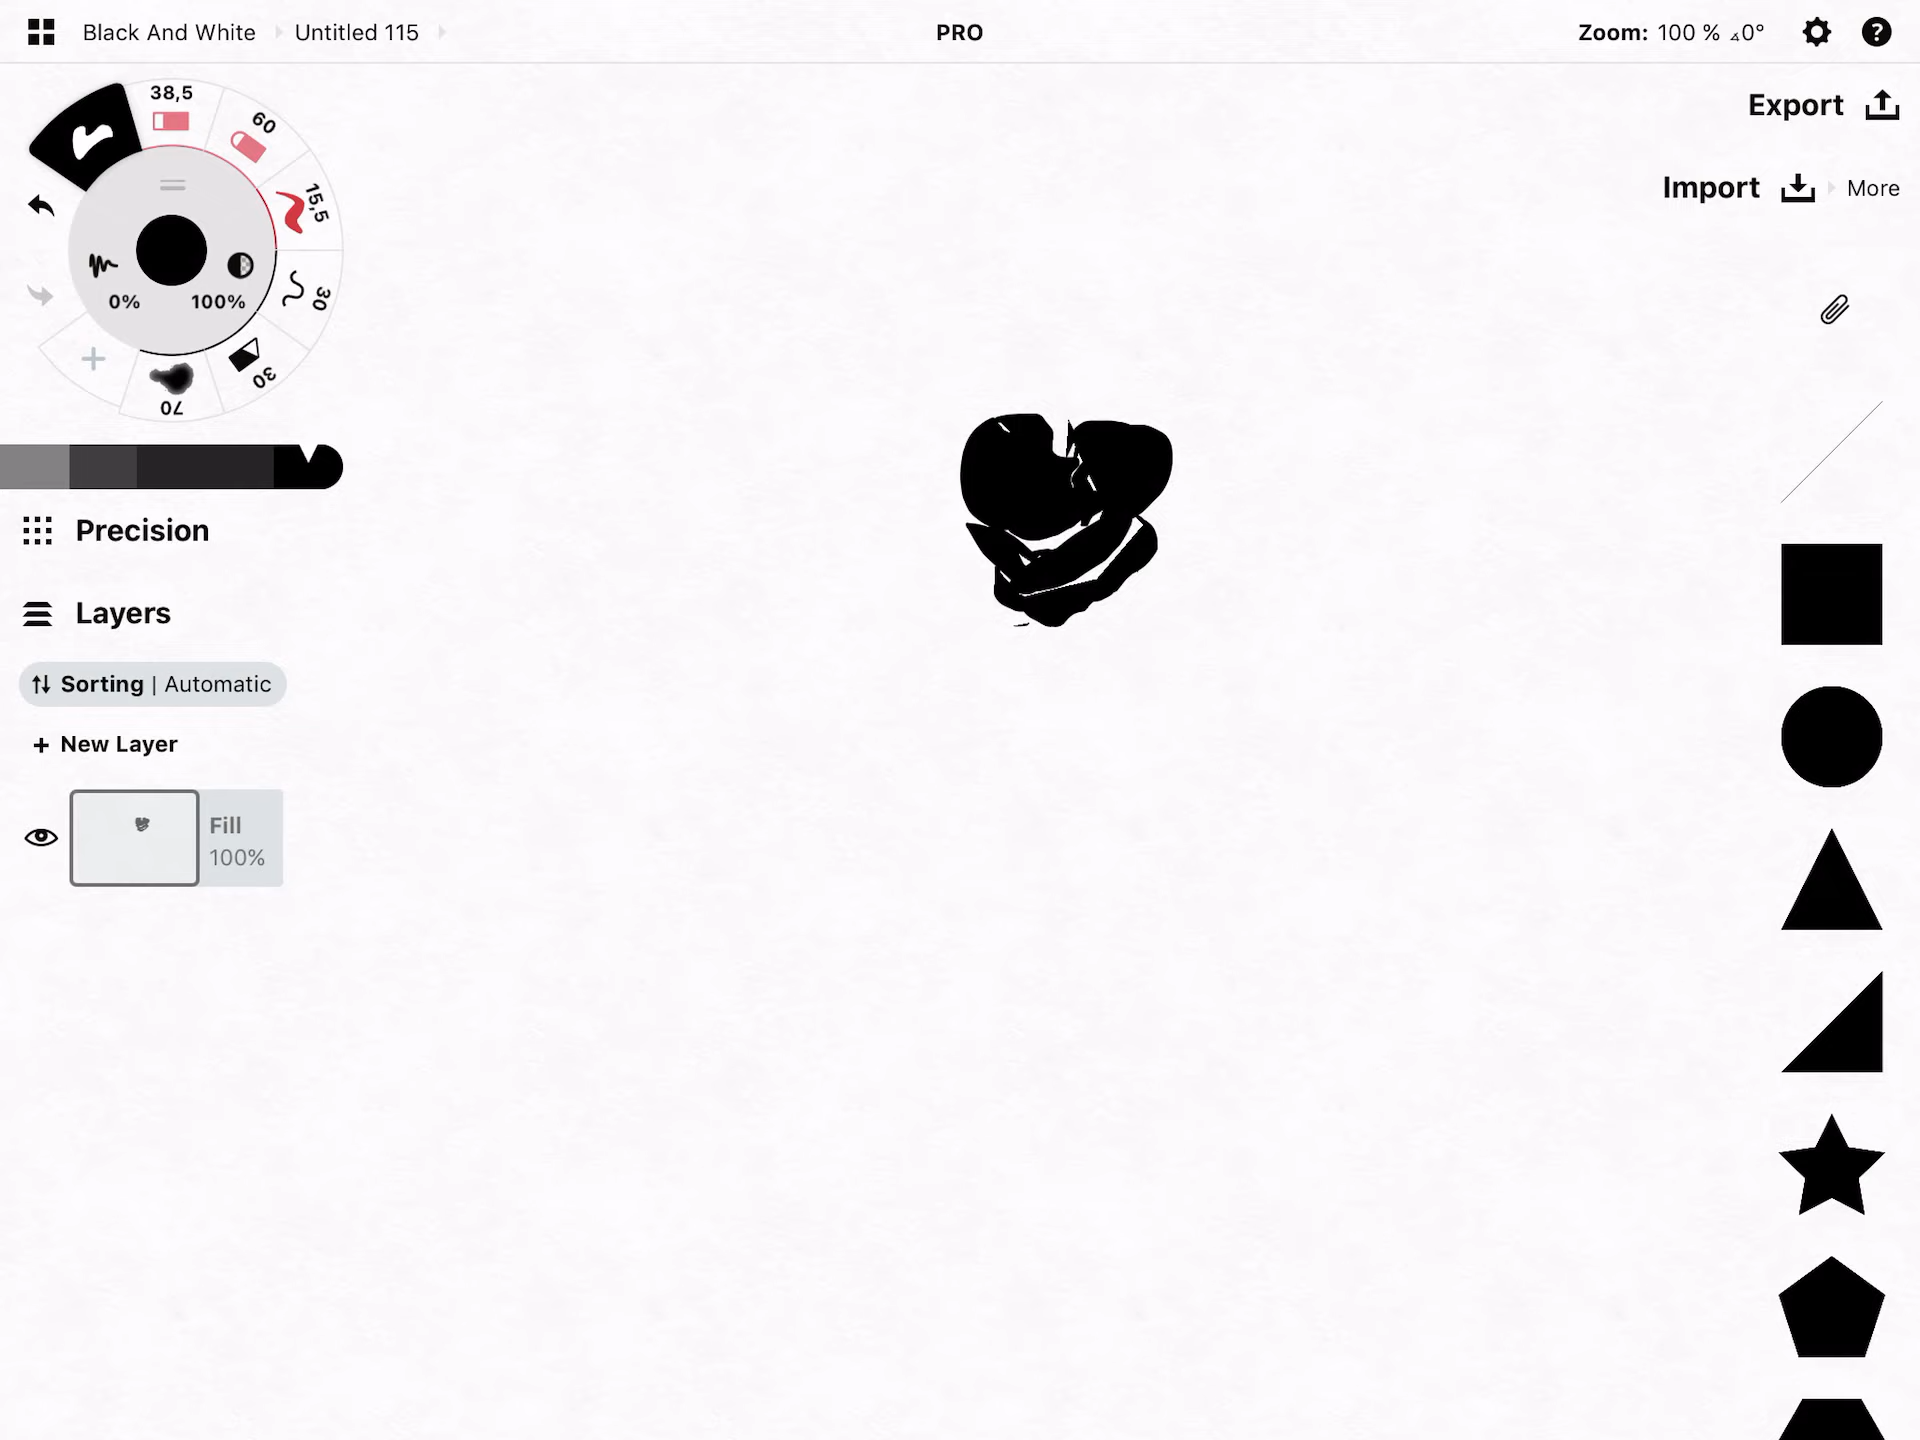 Black And White Untitled 115
PRO
Zoom: 100 % ⦟0°
Export
Import More
38,5
60
15,5
30
30
70
0% 100%
Precision
Layers
Sorting | Automatic
+ New Layer
Fill
100%